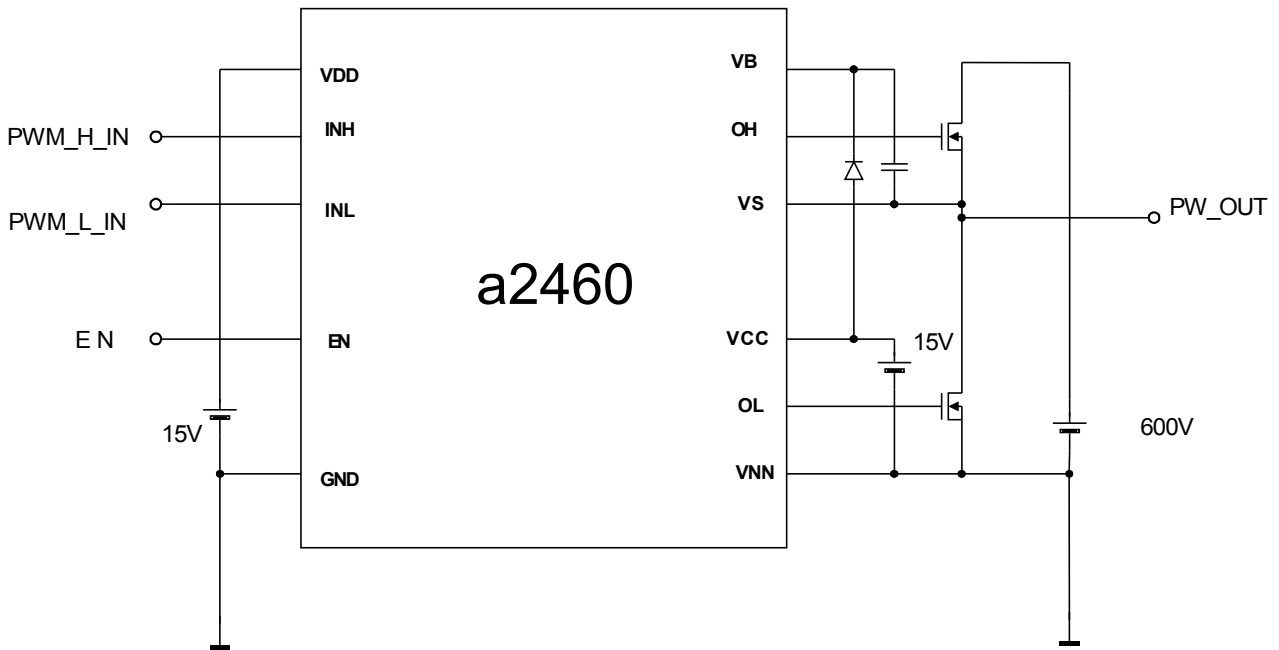 VDD
VB
PWM_H_IN
INH
OH
PWM_L_IN
INL
VS
PW_OUT
a2460
E N
EN
VCC
15V
OL
15V
600V
GND
VNN